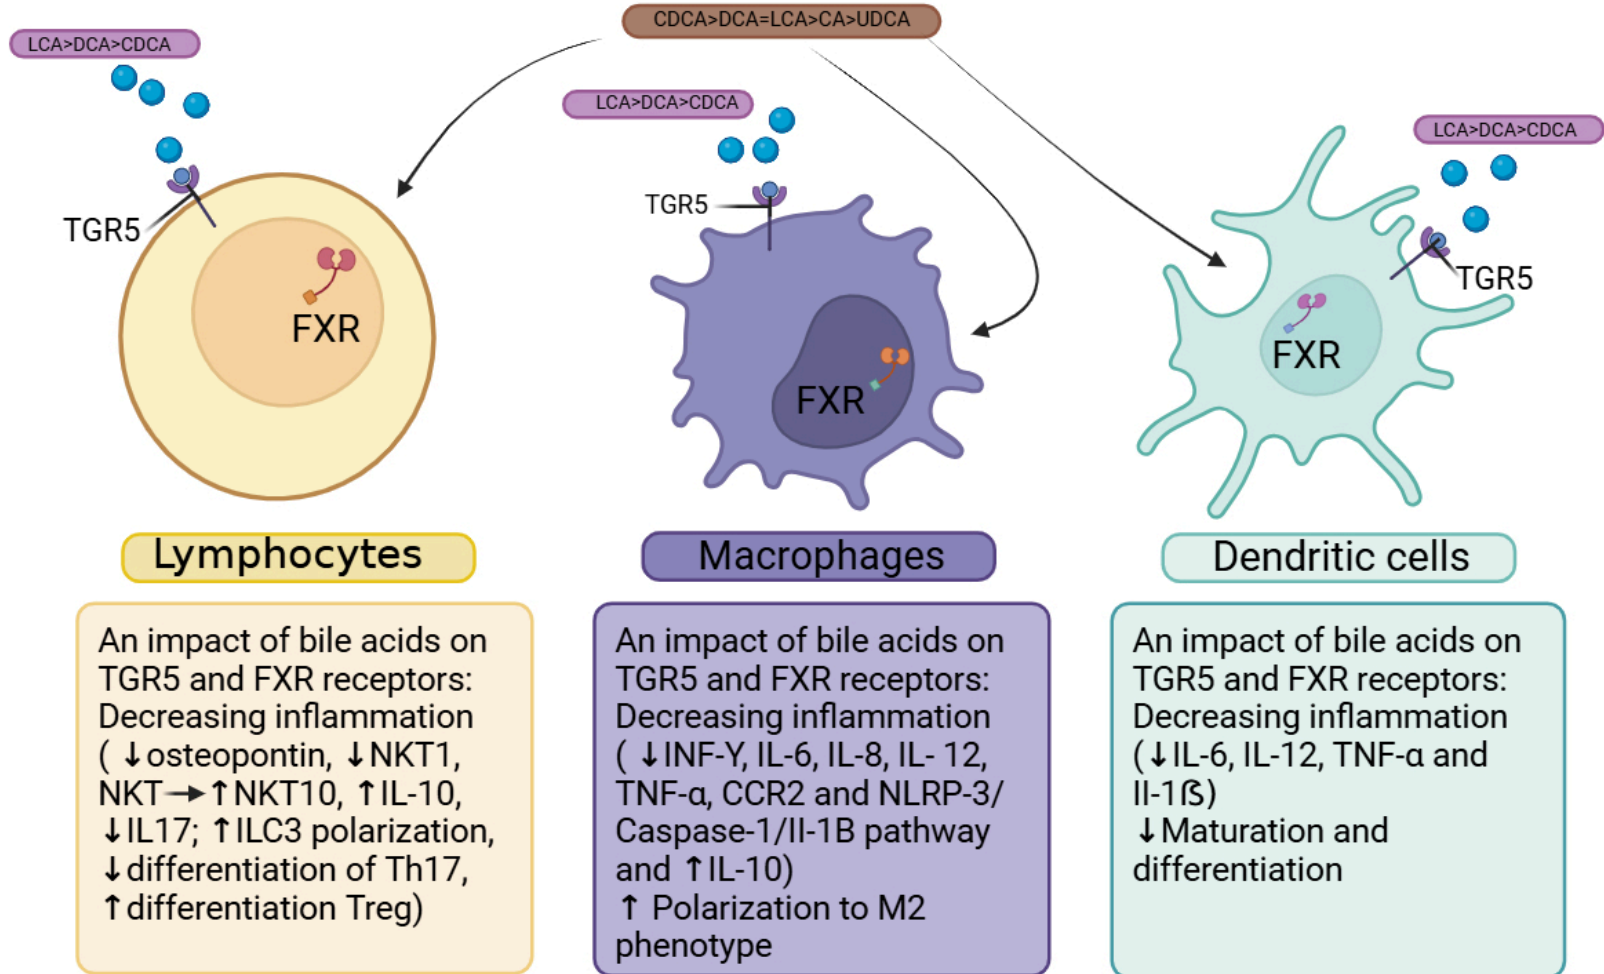 CDCA>DCA=LCA>CA>UDCA
LCA>DCA>CDCA
LCA>DCA>CDCA
LCA>DCA>CDCA
TGR5
TGR5
TGR5
FXR
FXR
FXR
Lymphocytes
An impact of bile acids on
TGR5 and FXR receptors:
Decreasing inflammation
( ↓osteopontin, ↓NKT1,
NKT→↑NKT10, ↑IL-10,
↓IL17; ↑ILC3 polarization,
↓differentiation of Th17,
↑differentiation Treg)
Macrophages
An impact of bile acids on
TGR5 and FXR receptors:
Decreasing inflammation
( ↓INF-Y, IL-6, IL-8, IL- 12,
TNF-α, CCR2 and NLRP-3/
Caspase-1/II-1B pathway
and ↑IL-10)
↑ Polarization to M2
phenotype
Dendritic cells
An impact of bile acids on
TGR5 and FXR receptors:
Decreasing inflammation
(↓IL-6, IL-12, TNF-α and
II-1ẞ)
↓Maturation and
differentiation